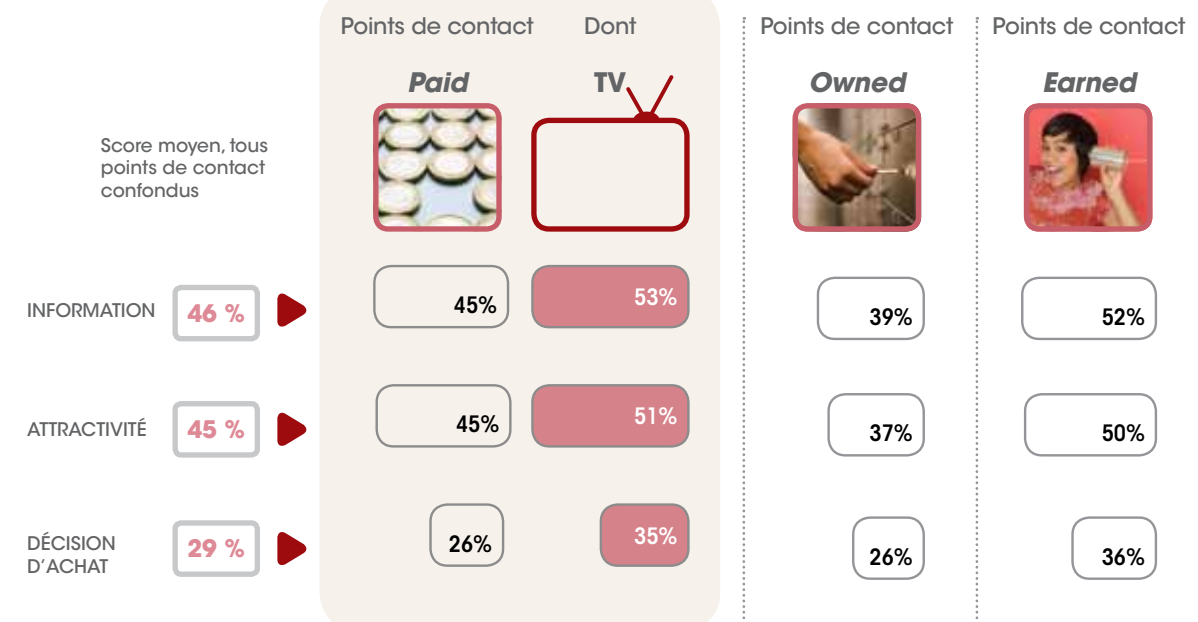 Points de contact
Dont
Points de contact
Points de contact
Paid
TV
Owned
Earned
Score moyen, tous
points de contact
confondus
INFORMATION
46 %
45%
53%
39%
52%
ATTRACTIVITÉ
45 %
45%
51%
37%
50%
DÉCISION
D'ACHAT
29 %
26%
35%
26%
36%